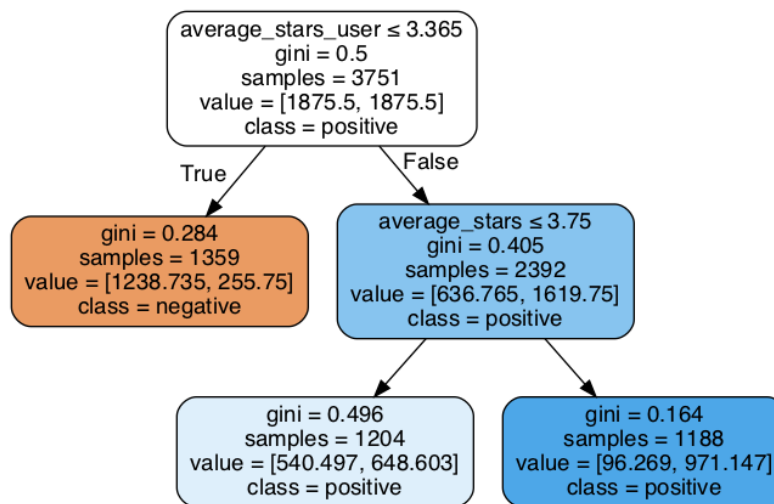 average_stars_user ≤ 3.365
gini = 0.5
samples = 3751
value = [1875.5, 1875.5]
class = positive
True
False
gini = 0.284
samples = 1359
value = [1238.735, 255.75]
class = negative
average_stars ≤ 3.75
gini = 0.405
samples = 2392
value = [636.765, 1619.75]
class = positive
gini = 0.496
samples = 1204
value = [540.497, 648.603]
class = positive
gini = 0.164
samples = 1188
value = [96.269, 971.147]
class = positive